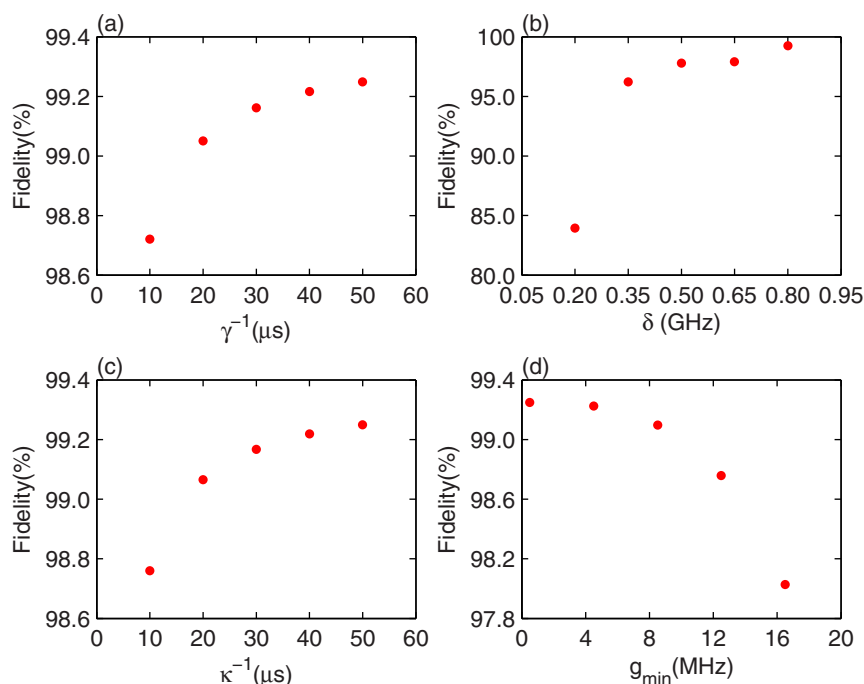 (a)
99.4
99.2
99.0
98.8
98.6
Fidelity(%)
0 10 20 30 40 50 60
γ⁻¹(μs)
(b)
100
95.0
90.0
85.0
80.0
Fidelity(%)
0.05 0.20 0.35 0.50 0.65 0.80 0.95
δ (GHz)
(c)
99.4
99.2
99.0
98.8
98.6
Fidelity(%)
0 10 20 30 40 50 60
κ⁻¹(μs)
(d)
99.4
99.0
98.6
98.2
97.8
Fidelity(%)
0 4 8 12 16 20
g_min(MHz)